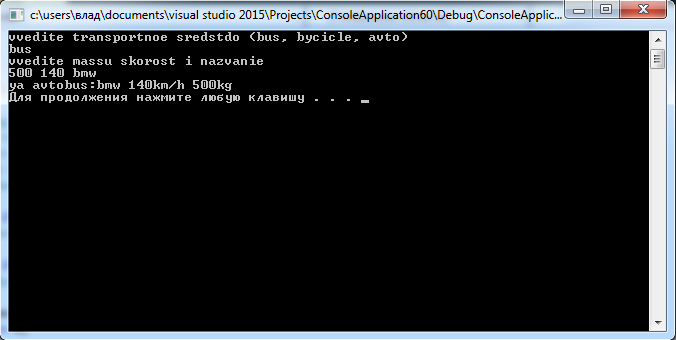 c:\users\влад\documents\visual studio 2015\Projects\ConsoleApplication60\Debug\ConsoleApplic...
vvedite transportnoe sredstdo (bus, bycicle, avto)
bus
vvedite massu skorost i nazvanie
500 140 bmw
ya avtobus:bmw 140km/h 500kg
Для продолжения нажмите любую клавишу . . .